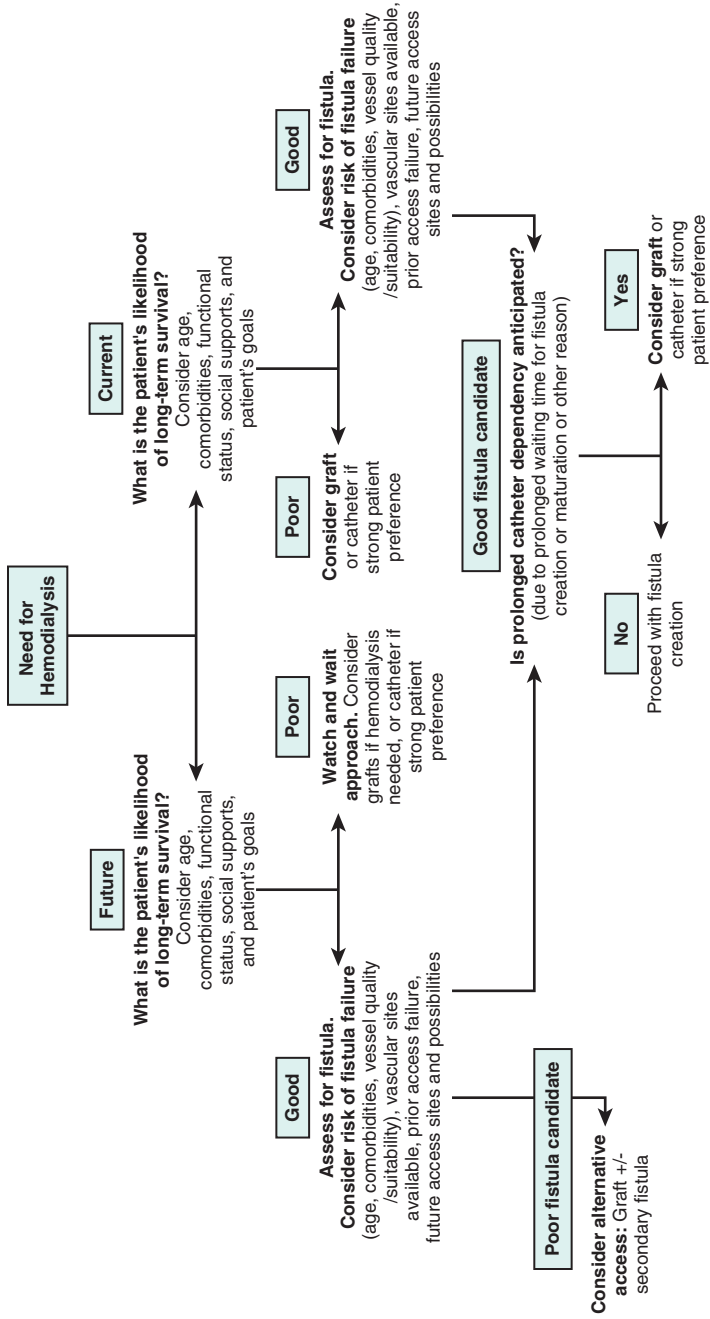 Need for
Hemodialysis
Future
What is the patient's likelihood
of long-term survival?
Consider age,
comorbidities, functional
status, social supports,
and patient's goals
Current
What is the patient's likelihood
of long-term survival?
Consider age,
comorbidities, functional
status, social supports, and
patient's goals
Good
Assess for fistula.
Consider risk of fistula failure
(age, comorbidities, vessel quality
/suitability), vascular sites
available, prior access failure,
future access sites and possibilities
Poor
Watch and wait
approach. Consider
grafts if hemodialysis
needed, or catheter if
strong patient
preference
Poor
Consider graft
or catheter if
strong patient
preference
Good
Assess for fistula.
Consider risk of fistula failure
(age, comorbidities, vessel quality
/suitability), vascular sites available,
prior access failure, future access
sites and possibilities
Poor fistula candidate
Consider alternative
access: Graft +/-
secondary fistula
Good fistula candidate
Is prolonged catheter dependency anticipated?
(due to prolonged waiting time for fistula
creation or maturation or other reason)
No
Proceed with fistula
creation
Yes
Consider graft or
catheter if strong
patient preference